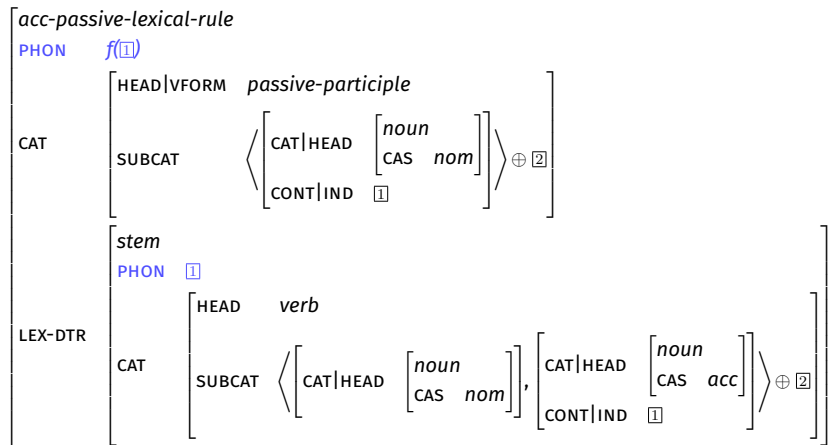 acc-passive-lexical-rule
PHON f(1)
HEAD|VFORM passive-participle
CAT SUBCAT ⟨[CAT|HEAD [noun
CAS nom]
CONT|IND 1]⟩ ⊕ 2
stem
PHON 1
HEAD verb
LEX-DTR CAT SUBCAT ⟨[CAT|HEAD [noun
CAS nom]], [CAT|HEAD [noun
CAS acc]
CONT|IND 1]⟩ ⊕ 2